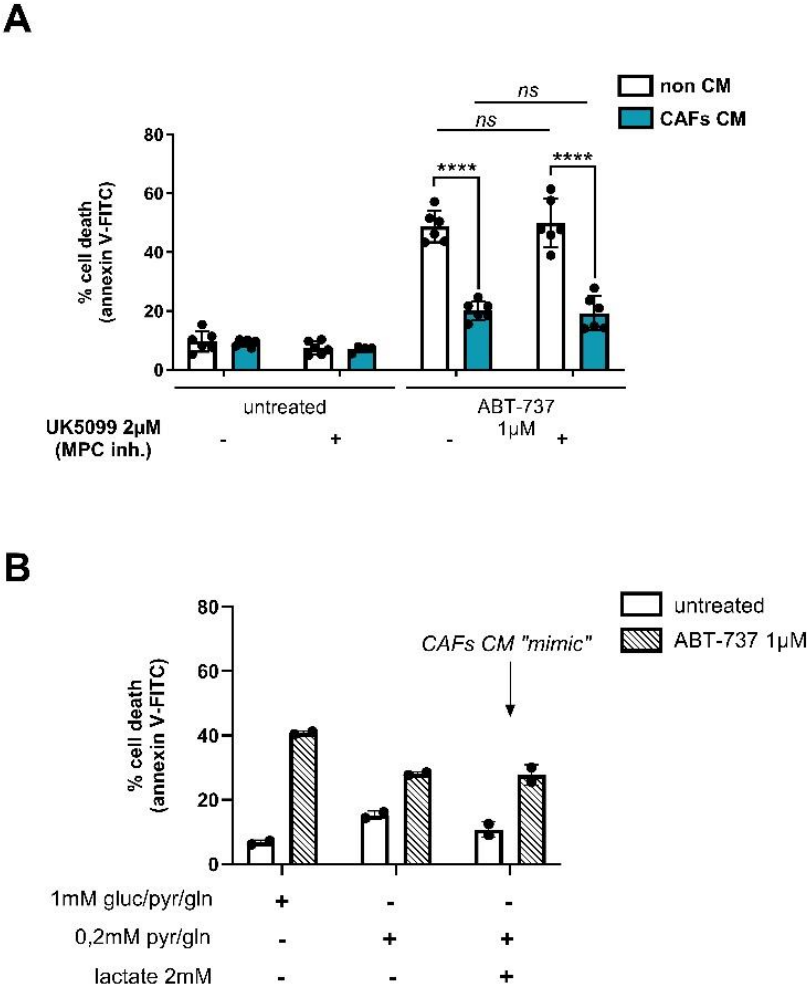 A
non CM
CAFs CM
ns
ns
****
****
80
60
40
20
0
% cell death
(annexin V-FITC)
untreated
ABT-737
1µM
UK5099 2µM
(MPC inh.)
- + - +
B
untreated
ABT-737 1µM
CAFs CM "mimic"
80
60
40
20
0
% cell death
(annexin V-FITC)
1mM gluc/pyr/gln + - -
0,2mM pyr/gln - + +
lactate 2mM - - +